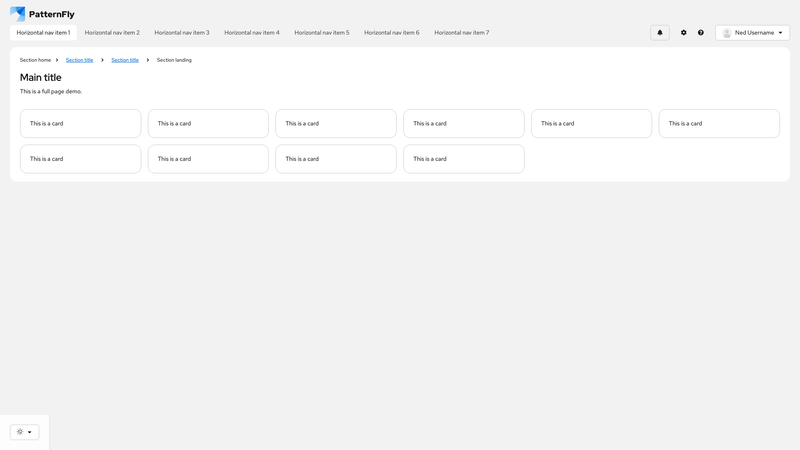 PatternFly
Horizontal nav item 1 Horizontal nav item 2 Horizontal nav item 3 Horizontal nav item 4 Horizontal nav item 5 Horizontal nav item 6 Horizontal nav item 7 Ned Username
Section home Section title Section title Section landing
Main title
This is a full page demo.
This is a card This is a card This is a card This is a card This is a card This is a card
This is a card This is a card This is a card This is a card